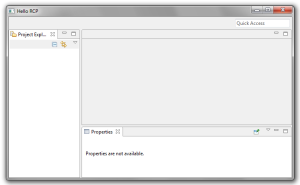 Hello RCP
Quick Access
Project Expl...
Properties
Properties are not available.